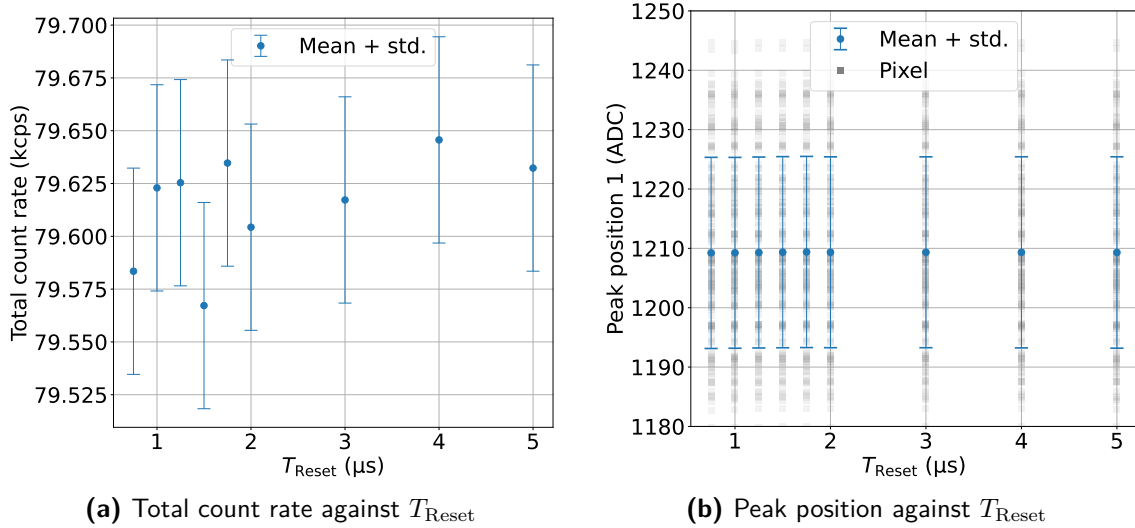 79.700
79.675
79.650
79.625
79.600
79.575
79.550
79.525
Total count rate (kcps)
Mean + std.
1 2 3 4 5
T_Reset (µs)
(a) Total count rate against T_Reset
1250
1240
1230
1220
1210
1200
1190
1180
Peak position 1 (ADC)
Mean + std.
Pixel
1 2 3 4 5
T_Reset (µs)
(b) Peak position against T_Reset